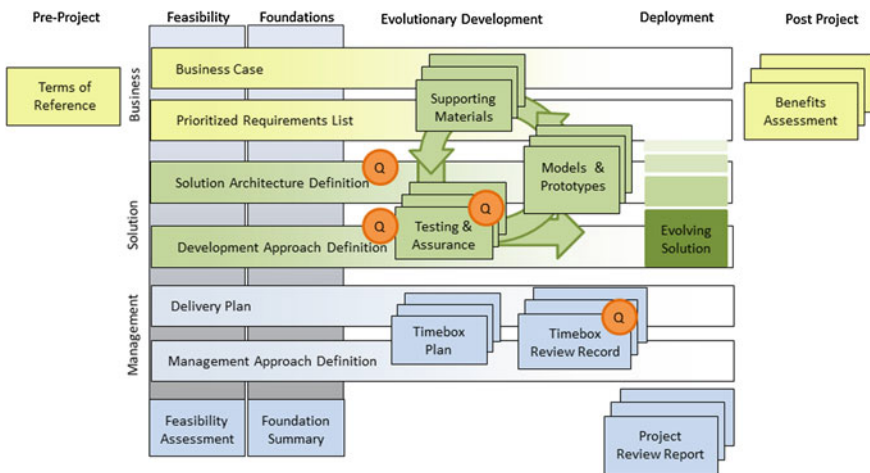 Pre-Project
Feasibility
Foundations
Evolutionary Development
Deployment
Post Project
Business
Terms of
Reference
Business Case
Prioritized Requirements List
Supporting
Materials
Benefits
Assessment
Solution
Solution Architecture Definition
Q
Models &
Prototypes
Development Approach Definition
Q
Testing &
Assurance
Q
Evolving
Solution
Management
Delivery Plan
Management Approach Definition
Timebox
Plan
Timebox
Review Record
Q
Feasibility
Assessment
Foundation
Summary
Project
Review Report